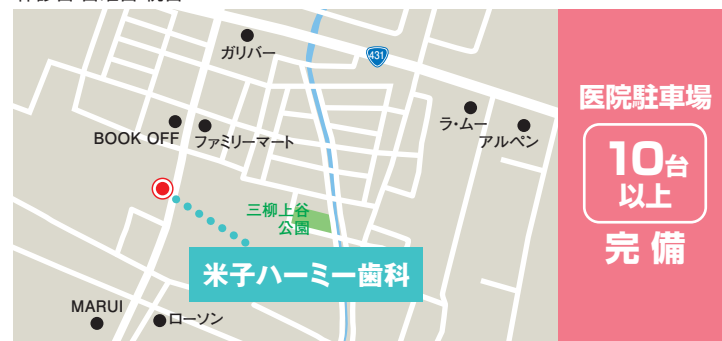 ガリバー
431
ラ・ムー
アルペン
BOOK OFF
ファミリーマート
三柳上谷
公園
米子ハーミー歯科
MARUI
ローソン
医院駐車場
10台
以上
完備